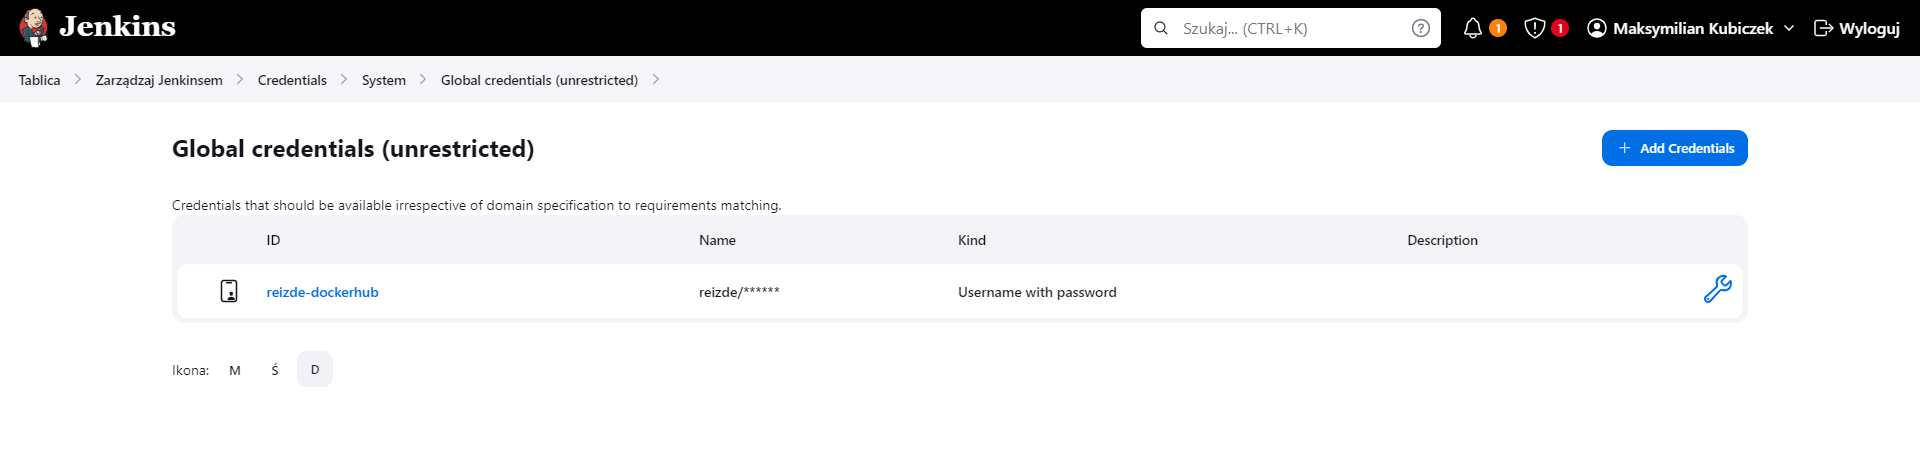 Jenkins
Szukaj... (CTRL+K)
?
1
1
Maksymilian Kubiczek
Wyloguj
Tablica
Zarządzaj Jenkinsem
Credentials
System
Global credentials (unrestricted)
Global credentials (unrestricted)
+ Add Credentials
Credentials that should be available irrespective of domain specification to requirements matching.
ID Name Kind Description
reizde-dockerhub reizde/****** Username with password
Ikona: M Ś D